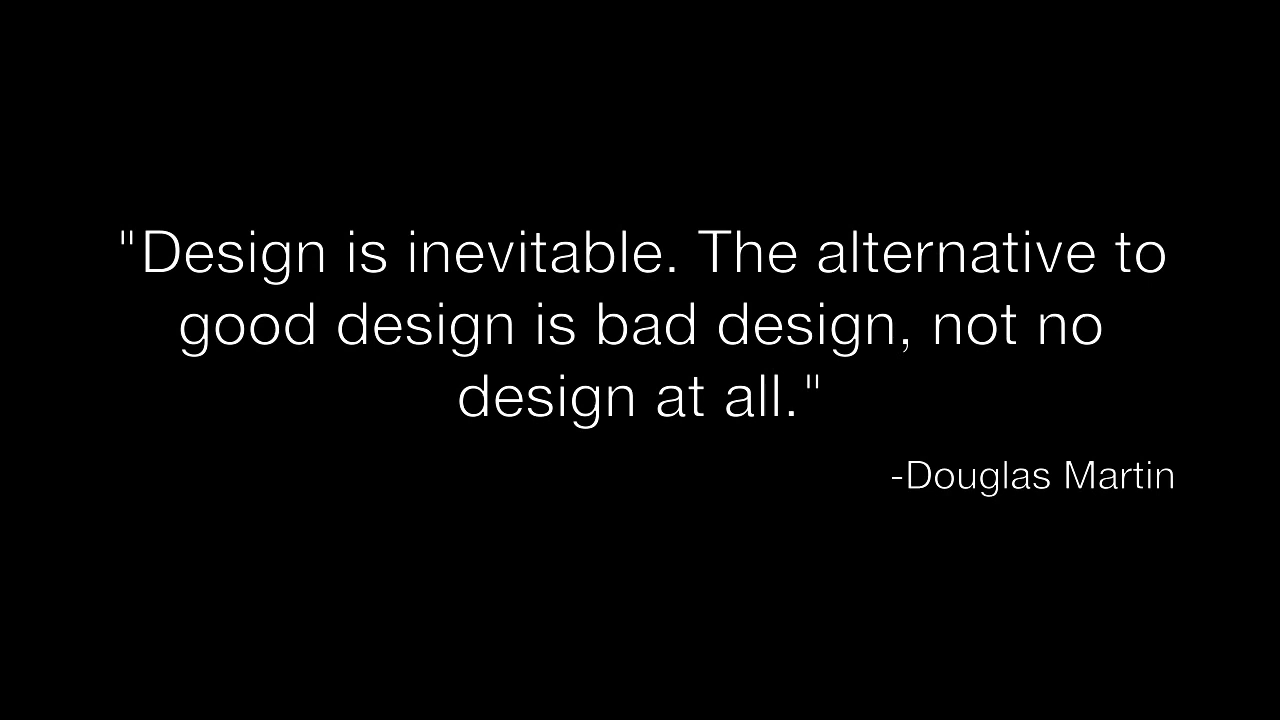 "Design is inevitable. The alternative to
good design is bad design, not no
design at all."
-Douglas Martin